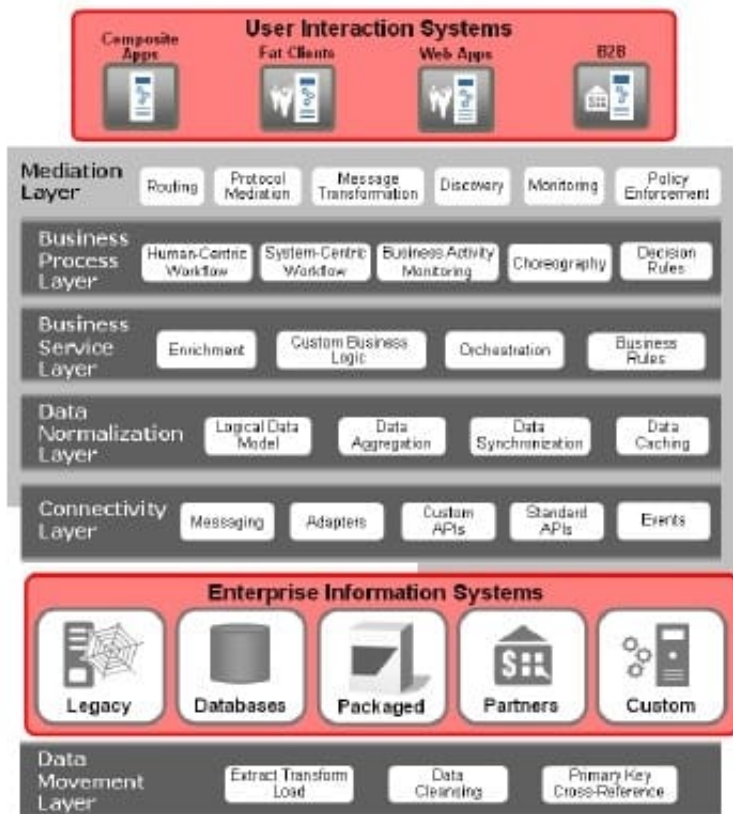 User Interaction Systems
Composite
Apps
Fat Clients
Web Apps
B2B
Mediation
Layer
Routing
Protocol
Mediation
Message
Transformation
Discovery
Monitoring
Policy
Enforcement
Business
Process
Layer
Human-Centric
Workflow
System-Centric
Workflow
Business Activity
Monitoring
Choreography
Decision
Rules
Business
Service
Layer
Enrichment
Custom Business
Logic
Orchestration
Business
Rules
Data
Normalization
Layer
Logical Data
Model
Data
Aggregation
Data
Synchronization
Data
Caching
Connectivity
Layer
Messaging
Adapters
Custom
APIs
Standard
APIs
Events
Enterprise Information Systems
Legacy
Databases
Packaged
Partners
Custom
Data
Movement
Layer
Extract Transform
Load
Data
Cleansing
Primary Key
Cross-Reference